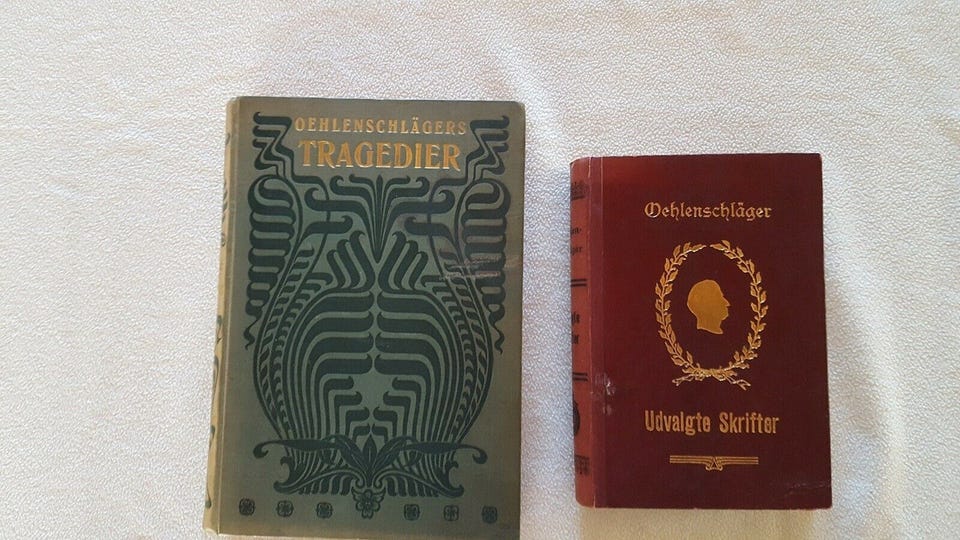 OEHLENSCHLÄGERS
TRAGEDIER
Oehlenschläger
Udvalgte Skrifter